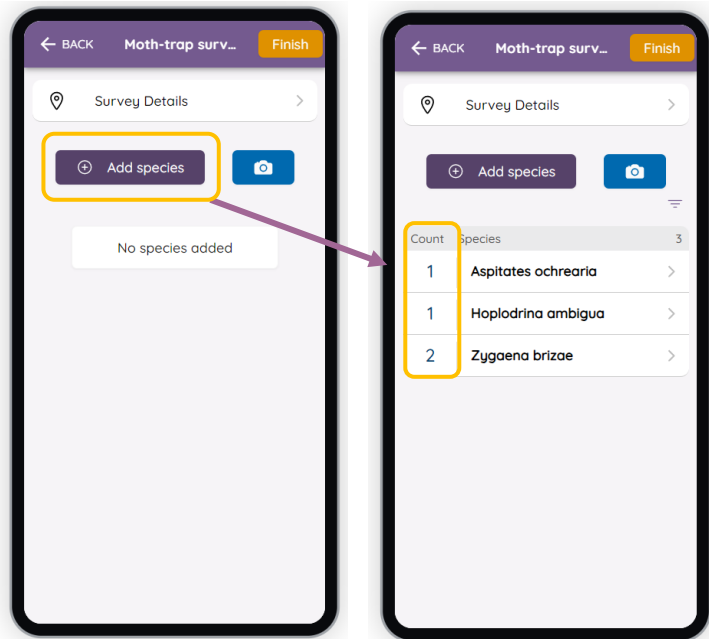 BACK Moth-trap surv... Finish
Survey Details
Add species
No species added
BACK Moth-trap surv... Finish
Survey Details
Add species
Count Species 3
1 Aspitates ochrearia
1 Hoplodrina ambigua
2 Zygaena brizae